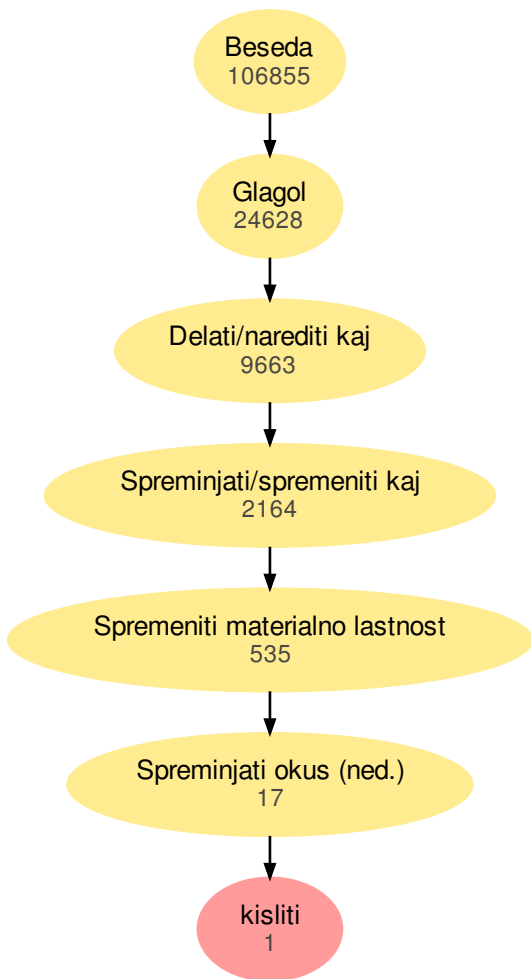 Beseda
106855
Glagol
24628
Delati/narediti kaj
9663
Spreminjati/spremeniti kaj
2164
Spremeniti materialno lastnost
535
Spreminjati okus (ned.)
17
kisliti
1